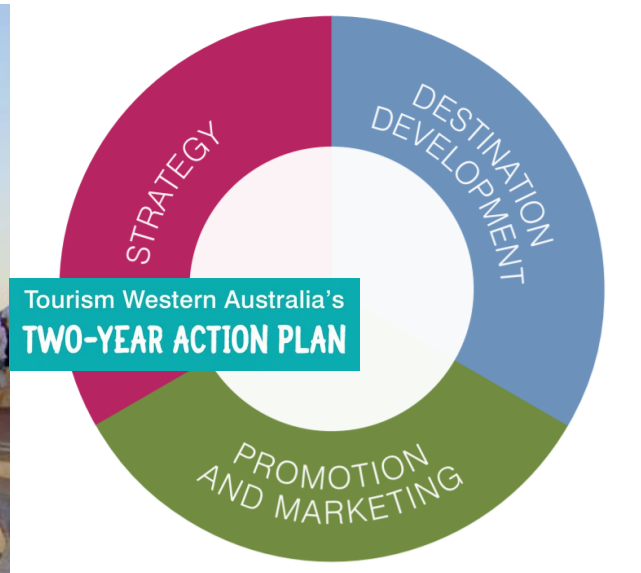 STRATEGY
DESTINATION
DEVELOPMENT
Tourism Western Australia's
TWO-YEAR ACTION PLAN
PROMOTION
AND MARKETING